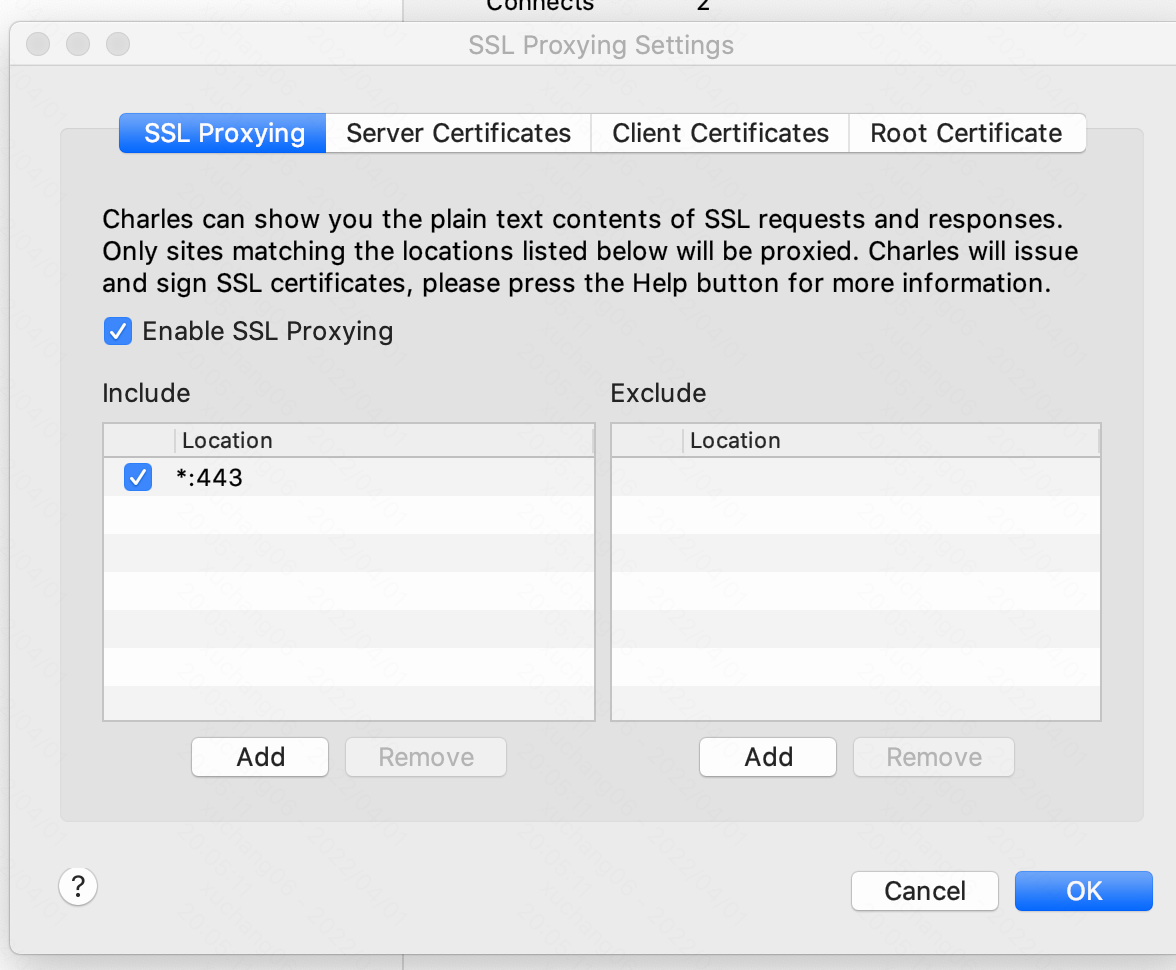 Connects 2
SSL Proxying Settings
SSL Proxying Server Certificates Client Certificates Root Certificate
Charles can show you the plain text contents of SSL requests and responses.
Only sites matching the locations listed below will be proxied. Charles will issue
and sign SSL certificates, please press the Help button for more information.
Enable SSL Proxying
Include Exclude
Location Location
*:443
Add Remove Add Remove
? Cancel OK